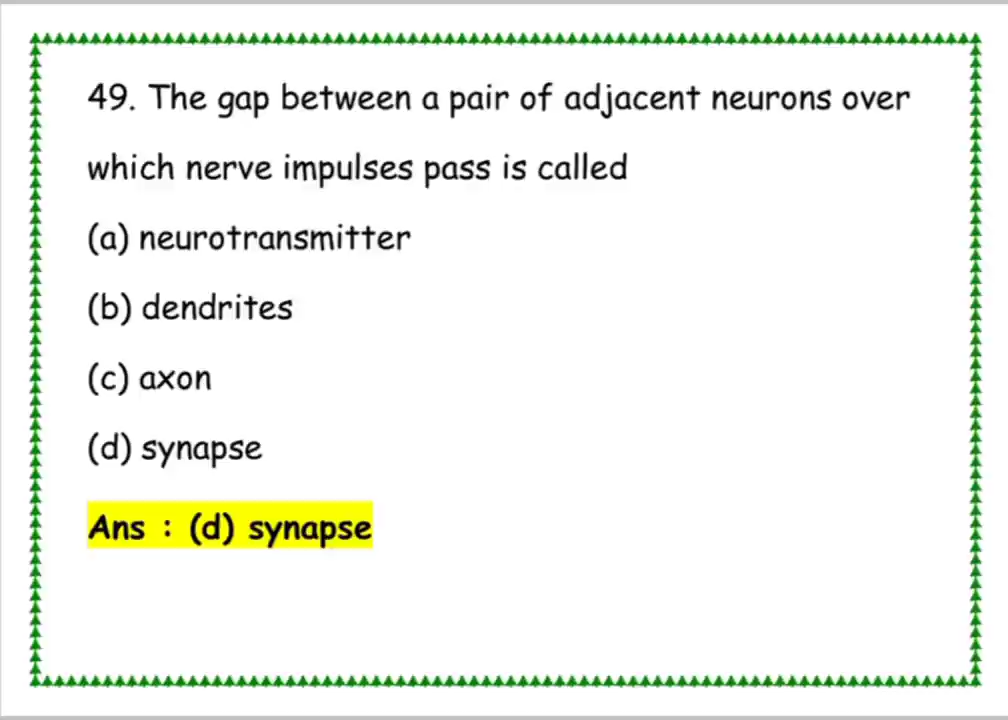 49. The gap between a pair of adjacent neurons over
which nerve impulses pass is called
(a) neurotransmitter
(b) dendrites
(c) axon
(d) synapse
Ans : (d) synapse